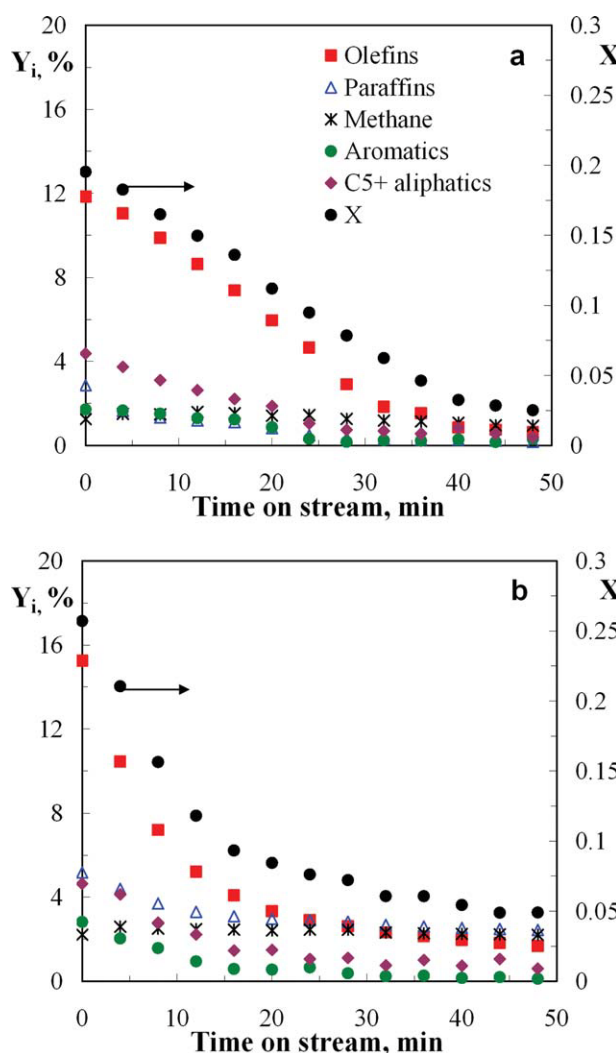 20
Yi, %
16
12
8
4
0
a
0.3
X
0.25
0.2
0.15
0.1
0.05
0
Olefins
Paraffins
Methane
Aromatics
C5+ aliphatics
X
0 10 20 30 40 50
Time on stream, min
20
Yi, %
16
12
8
4
0
b
0.3
X
0.25
0.2
0.15
0.1
0.05
0
0 10 20 30 40 50
Time on stream, min